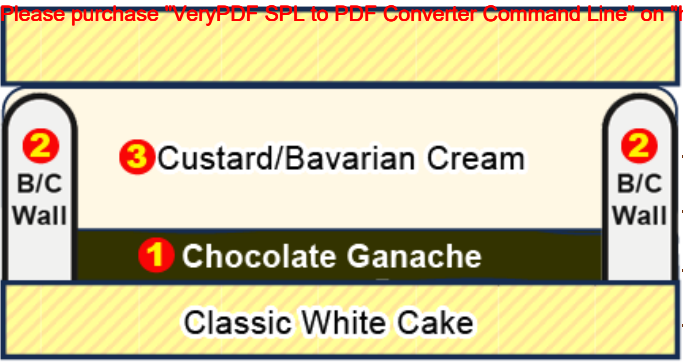 Please purchase "VeryPDF SPL to PDF Converter Command Line" on "h
2
B/C
Wall
3 Custard/Bavarian Cream
2
B/C
Wall
1 Chocolate Ganache
Classic White Cake